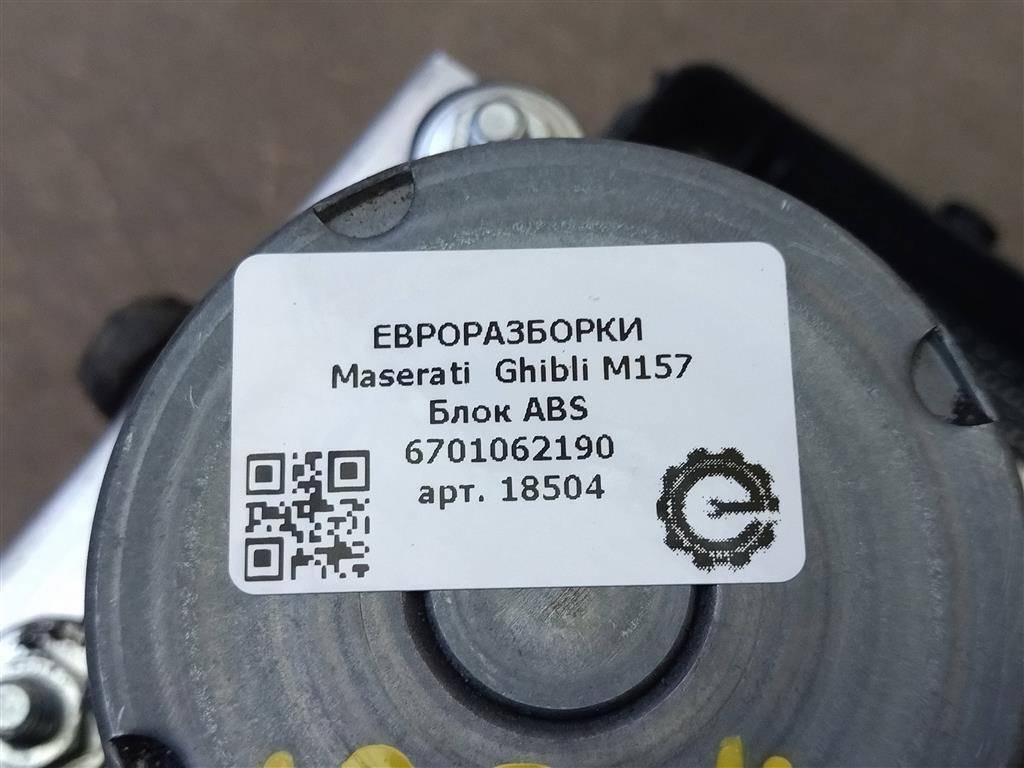 ЕВРОРАЗБОРКИ
Maserati Ghibli M157
Блок ABS
6701062190
арт. 18504